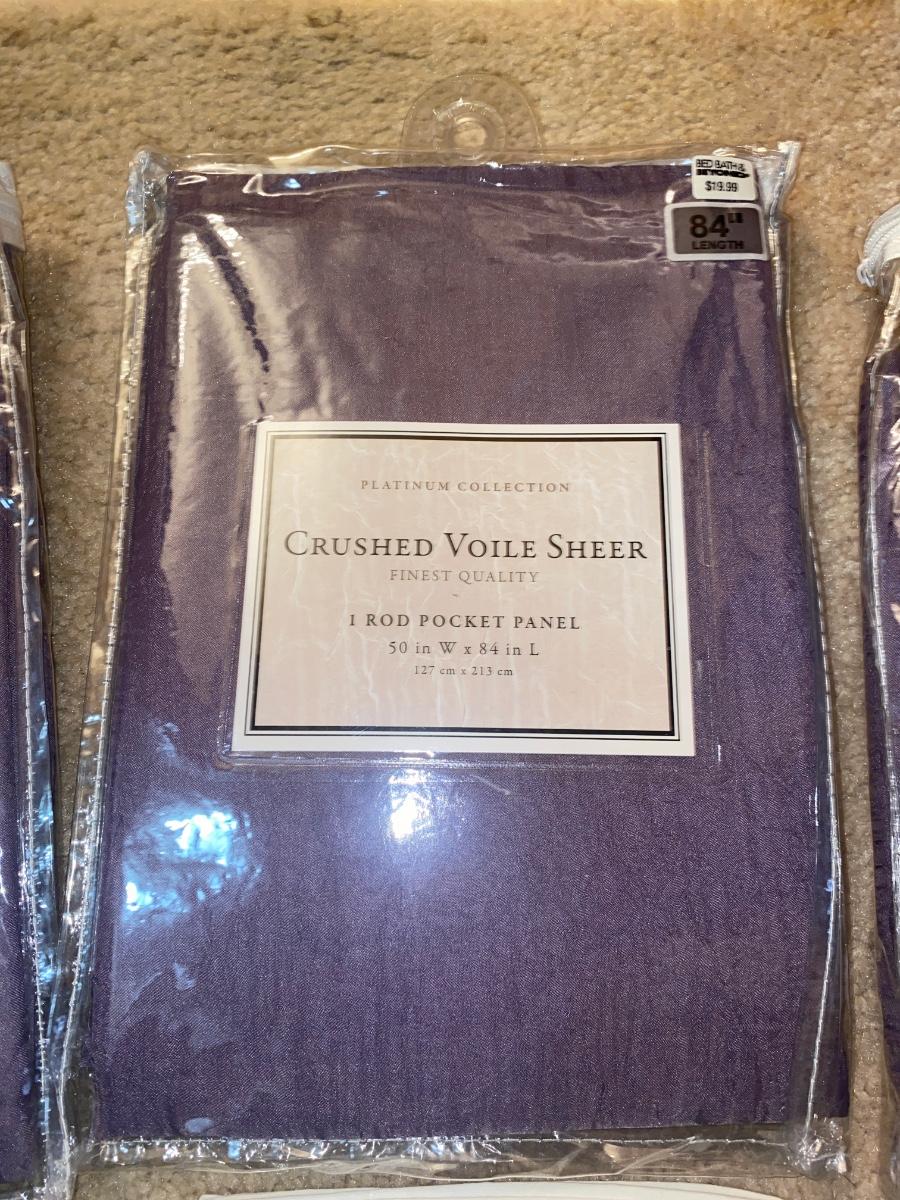 BED BATH &
BEYOND
$19.99
84"
LENGTH
PLATINUM COLLECTION
CRUSHED VOILE SHEER
FINEST QUALITY
1 ROD POCKET PANEL
50 in W x 84 in L
127 cm x 213 cm